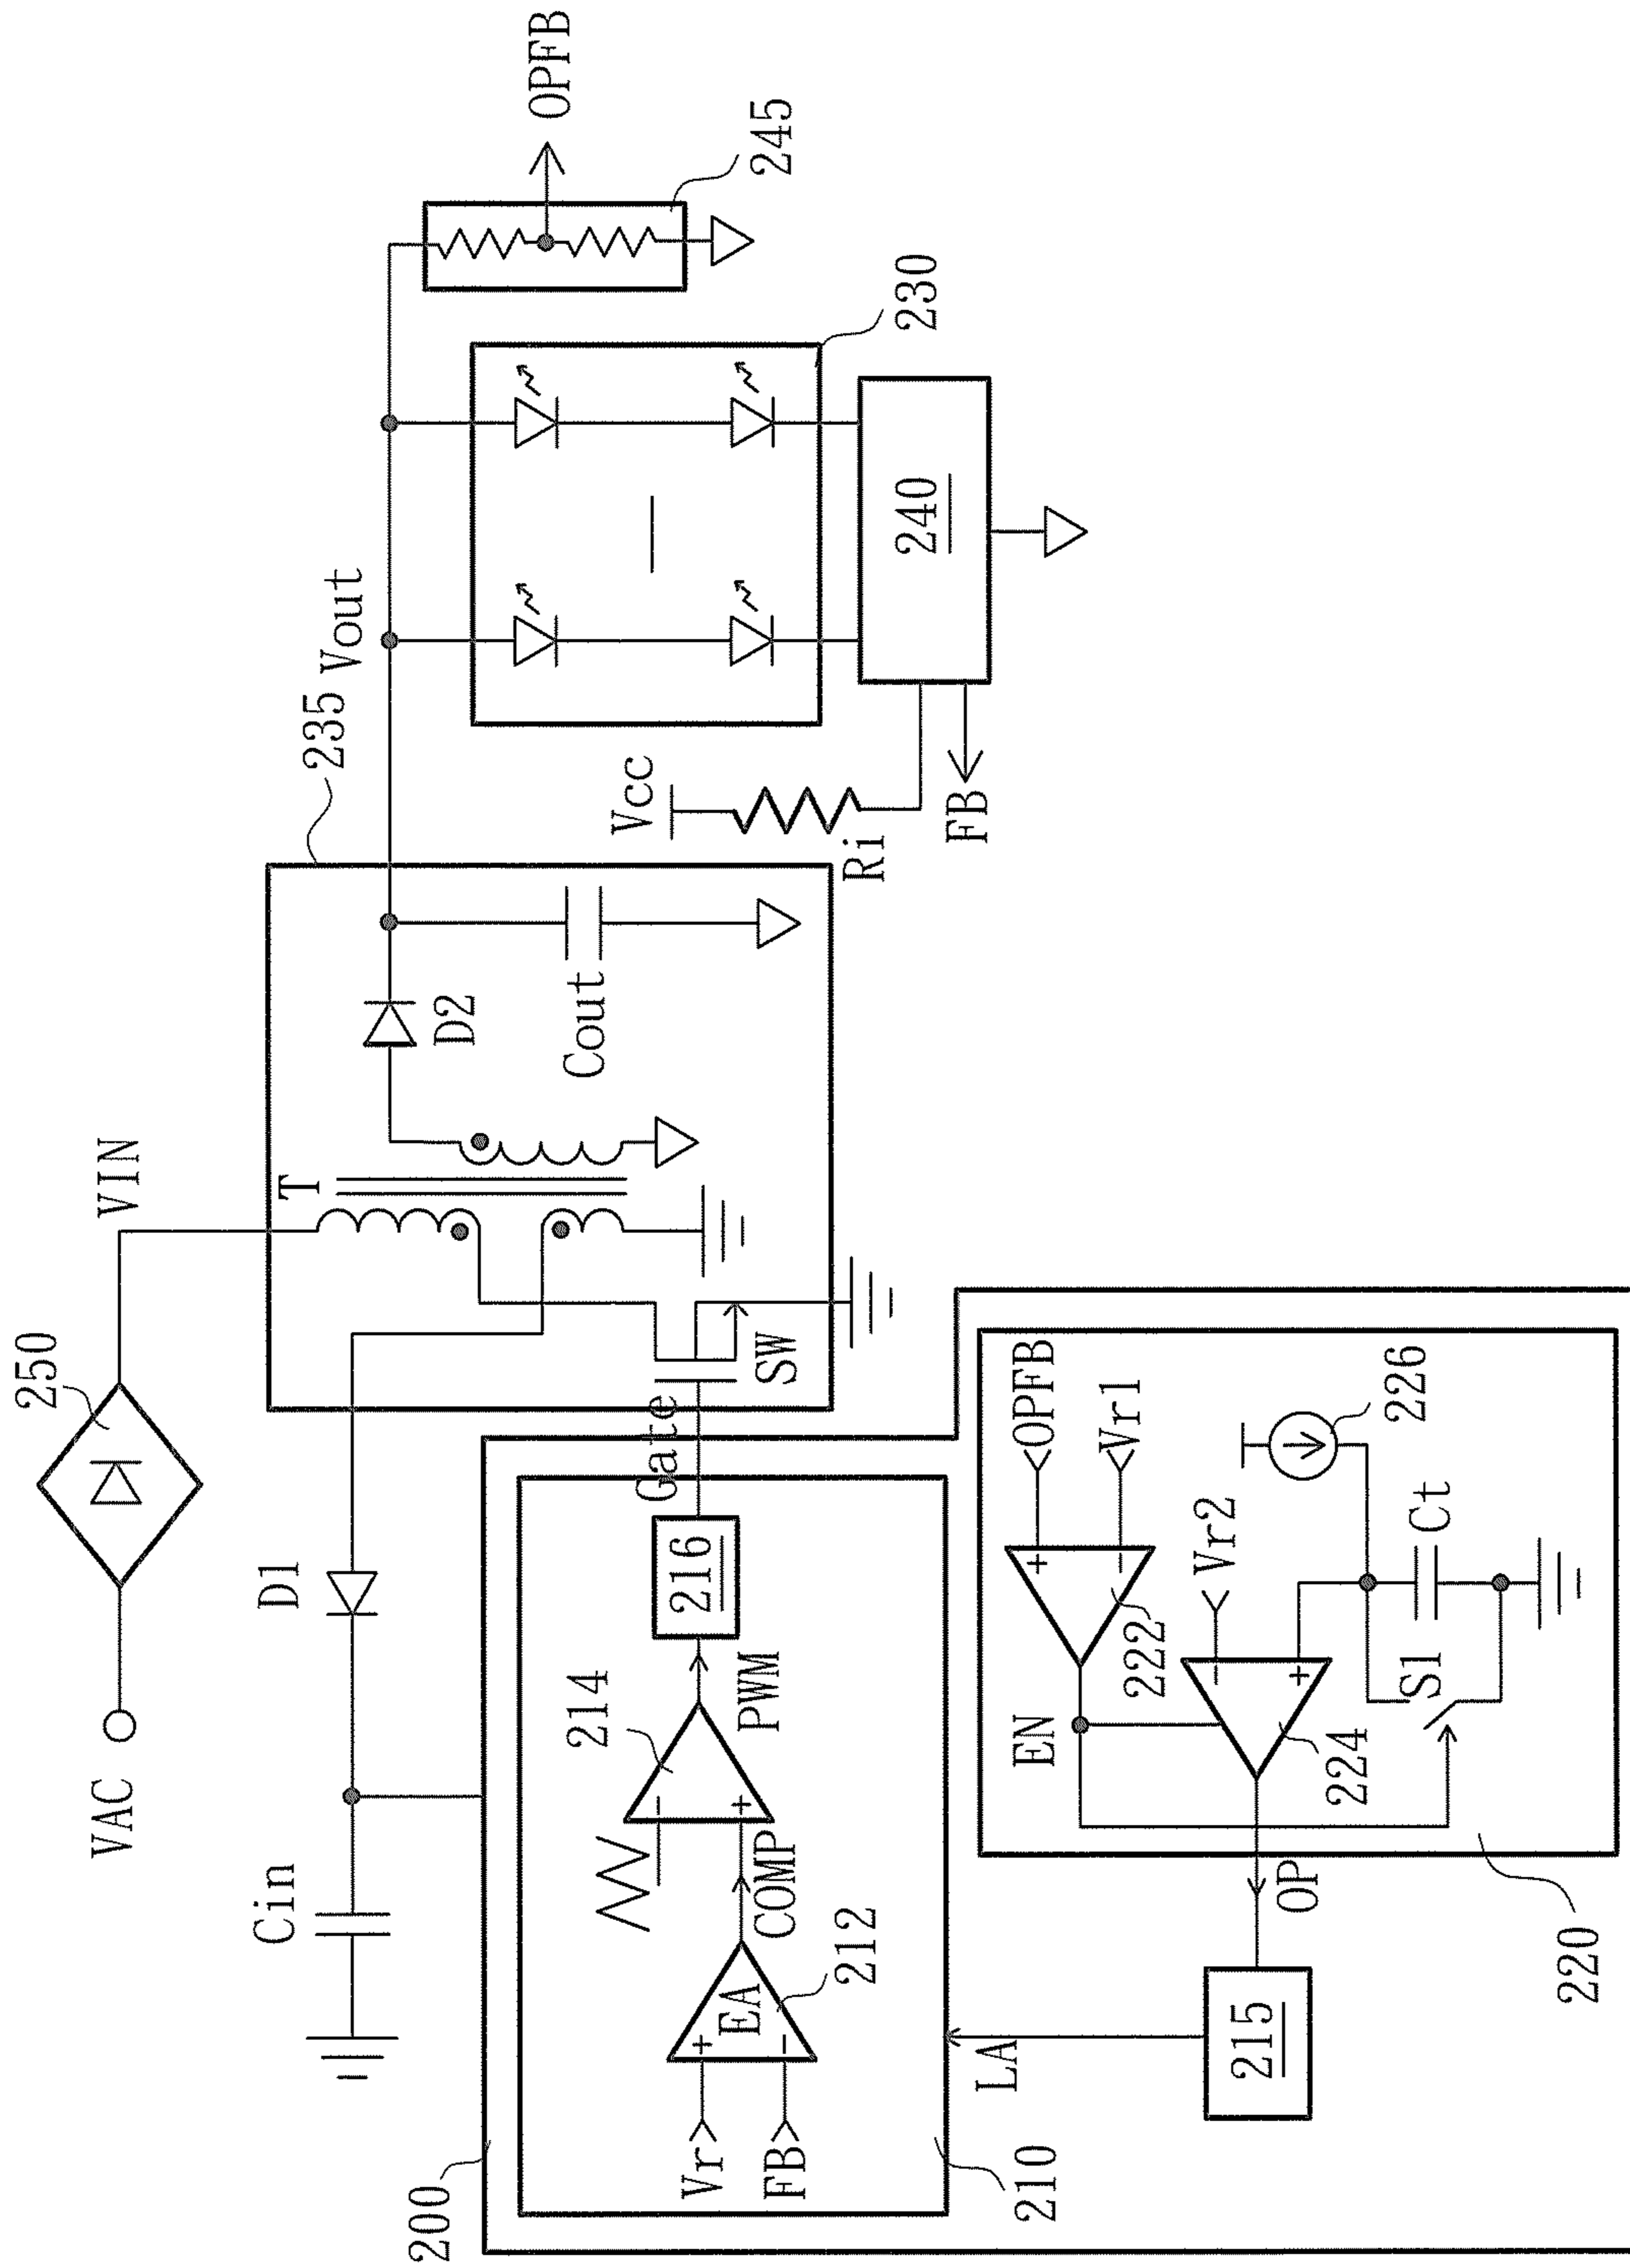 VAC
250
VIN
Cin
D1
T
235
Vout
OPFB
245
D2
Cout
Gate
SW
Vcc
Ri
FB
240
230
200
Vr
FB
+
−
EA
212
COMP
214
−
+
PWM
216
210
LA
215
OP
220
EN
222
+
−
OPFB
Vr1
224
−
+
Vr2
S1
Ct
226